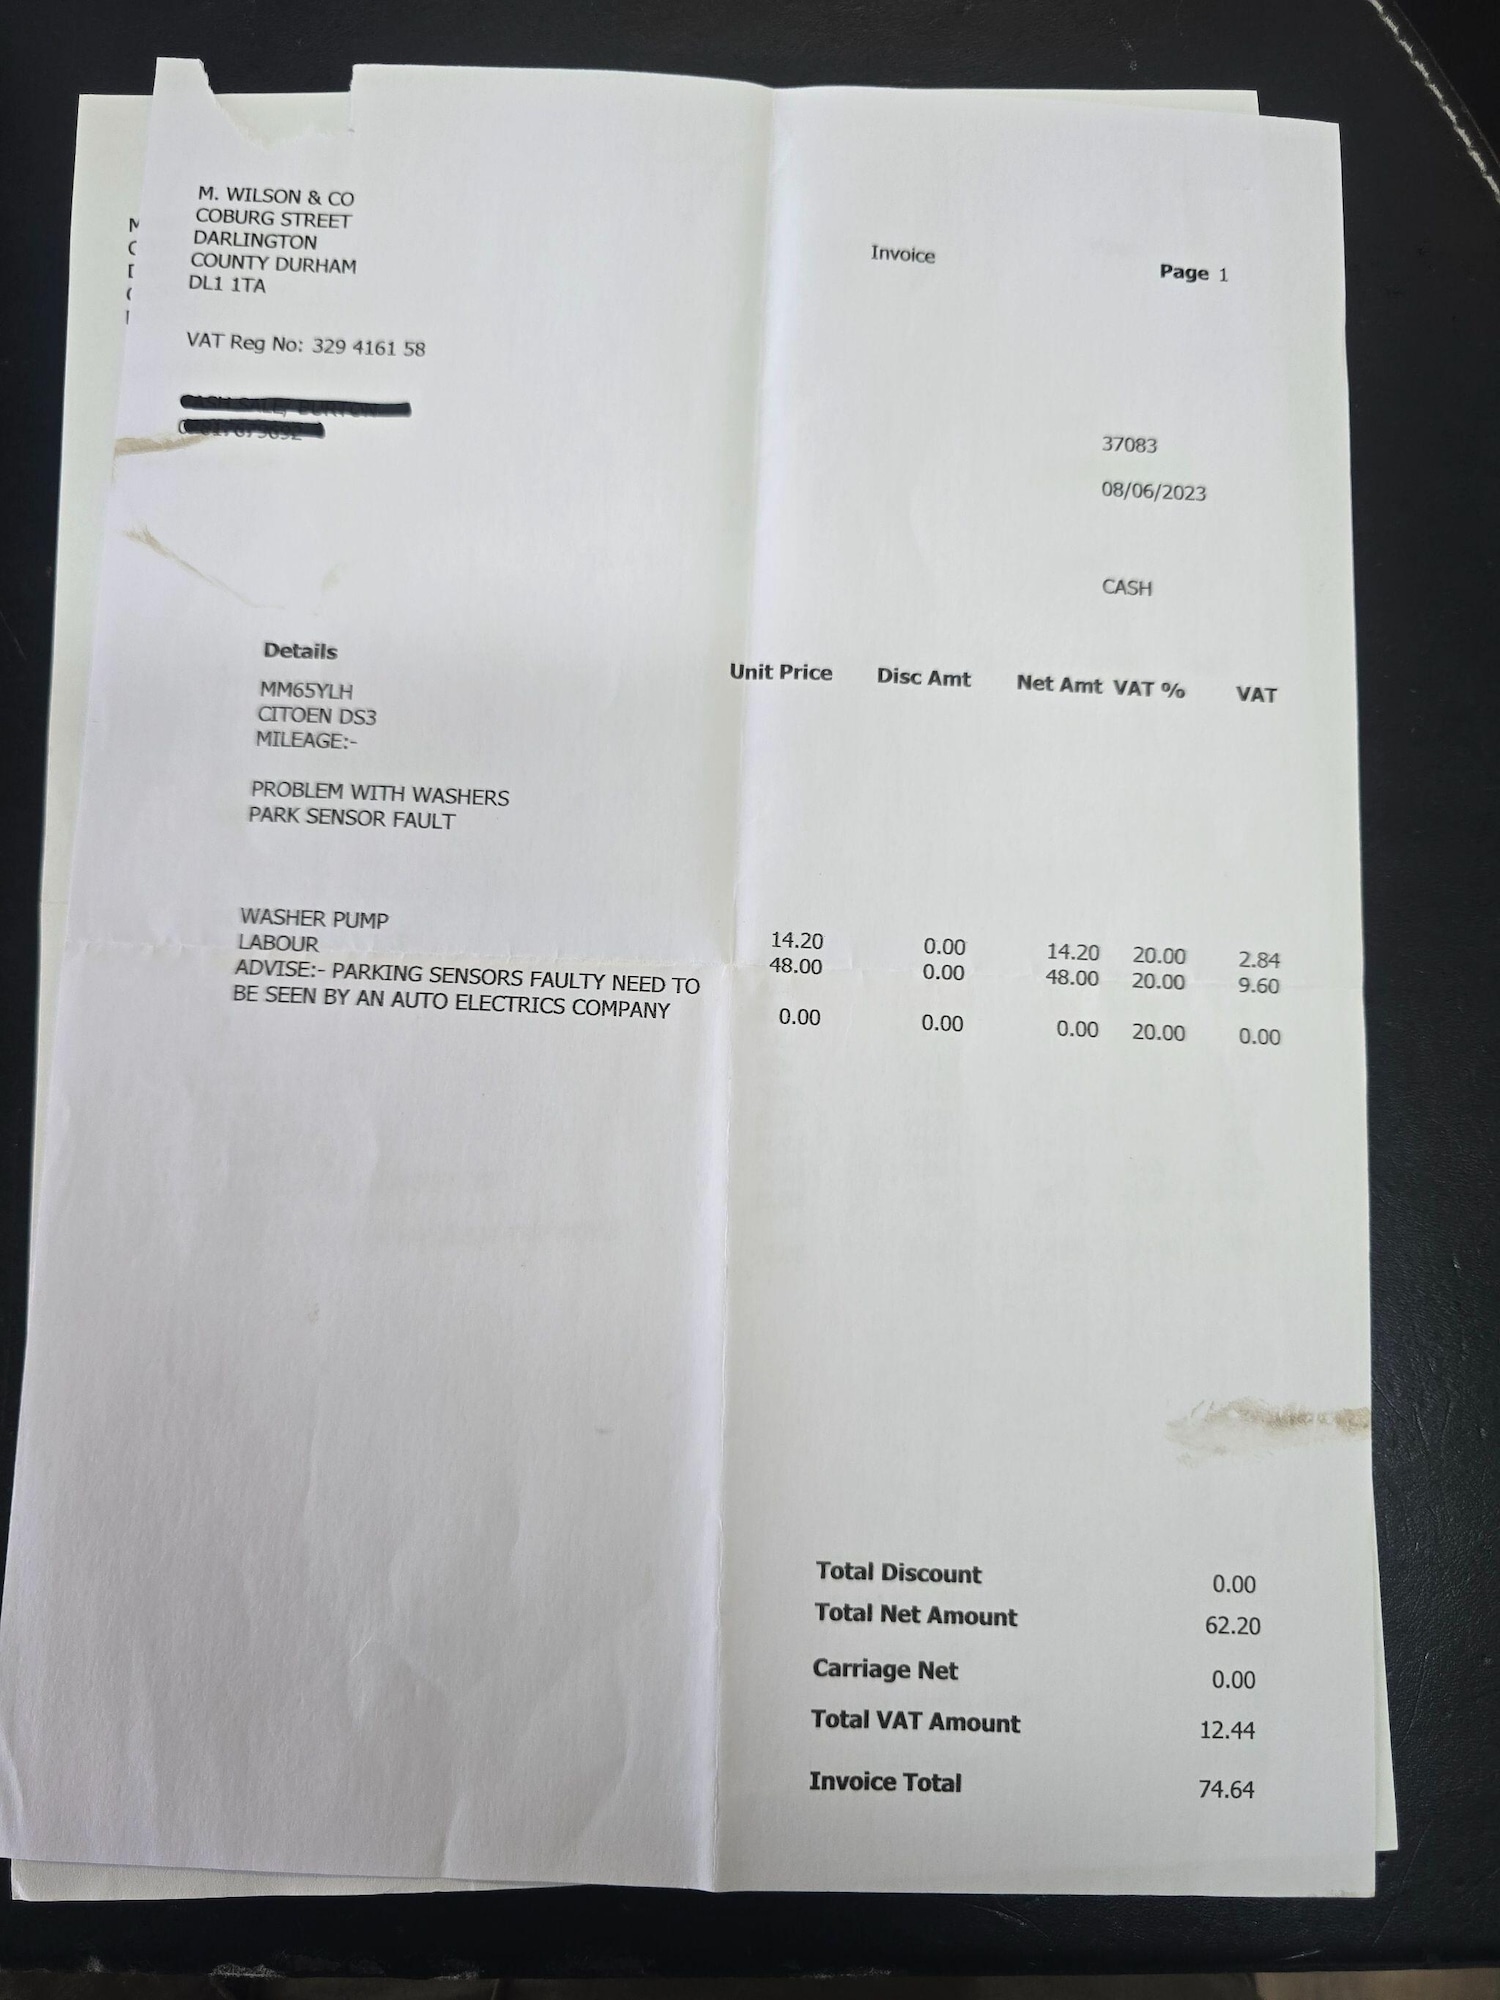 M. WILSON & CO
COBURG STREET
DARLINGTON
COUNTY DURHAM
DL1 1TA
Invoice
Page 1
VAT Reg No: 329 4161 58
37083
08/06/2023
CASH
Details Unit Price Disc Amt Net Amt VAT % VAT
MM65YLH
CITOEN DS3
MILEAGE:-
PROBLEM WITH WASHERS
PARK SENSOR FAULT
WASHER PUMP 14.20 0.00 14.20 20.00 2.84
LABOUR 48.00 0.00 48.00 20.00 9.60
ADVISE:- PARKING SENSORS FAULTY NEED TO
BE SEEN BY AN AUTO ELECTRICS COMPANY 0.00 0.00 0.00 20.00 0.00
Total Discount 0.00
Total Net Amount 62.20
Carriage Net 0.00
Total VAT Amount 12.44
Invoice Total 74.64